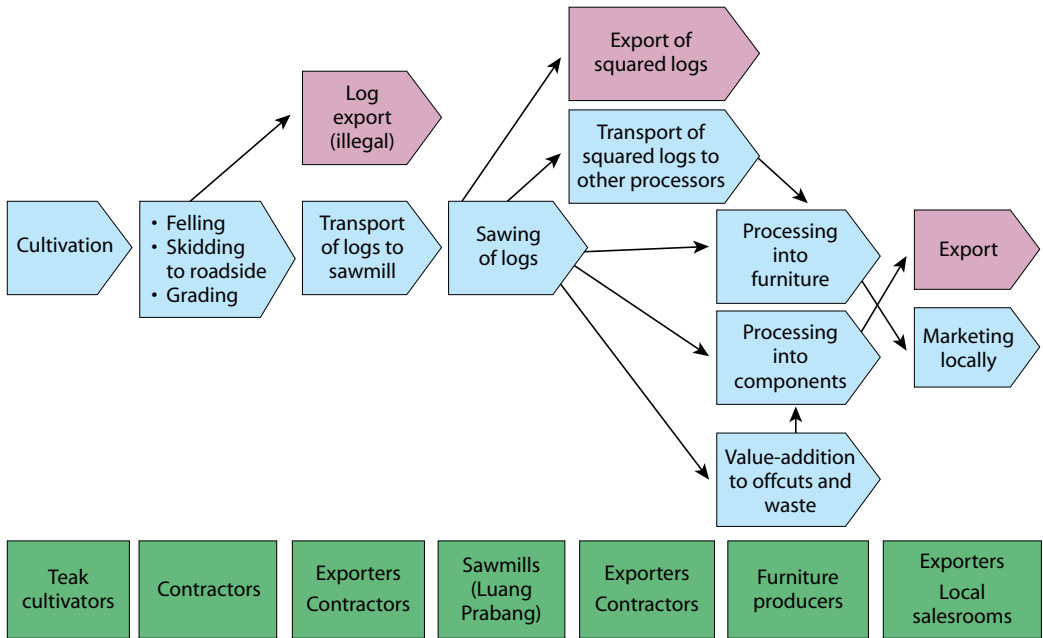 Export of
squared logs
Log
export
(illegal)
Transport of
squared logs to
other processors
Cultivation
• Felling
• Skidding
to roadside
• Grading
Transport
of logs to
sawmill
Sawing
of logs
Processing
into
furniture
Export
Processing
into
components
Marketing
locally
Value-addition
to offcuts and
waste
Teak
cultivators
Contractors
Exporters
Contractors
Sawmills
(Luang
Prabang)
Exporters
Contractors
Furniture
producers
Exporters
Local
salesrooms